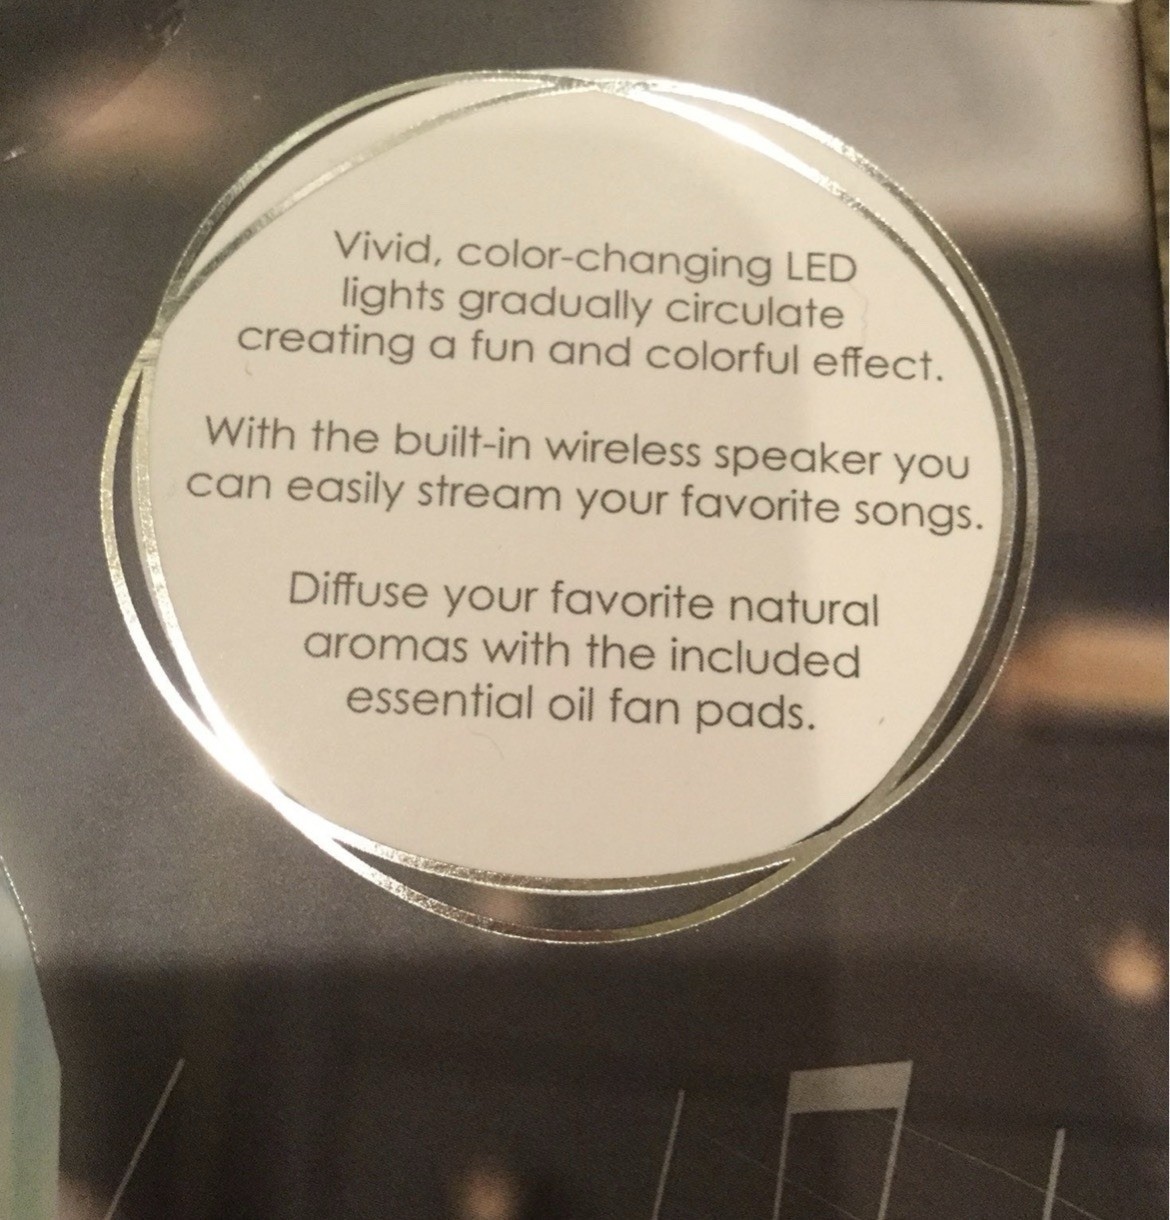 Vivid, color-changing LED
lights gradually circulate
creating a fun and colorful effect.
With the built-in wireless speaker you
can easily stream your favorite songs.
Diffuse your favorite natural
aromas with the included
essential oil fan pads.